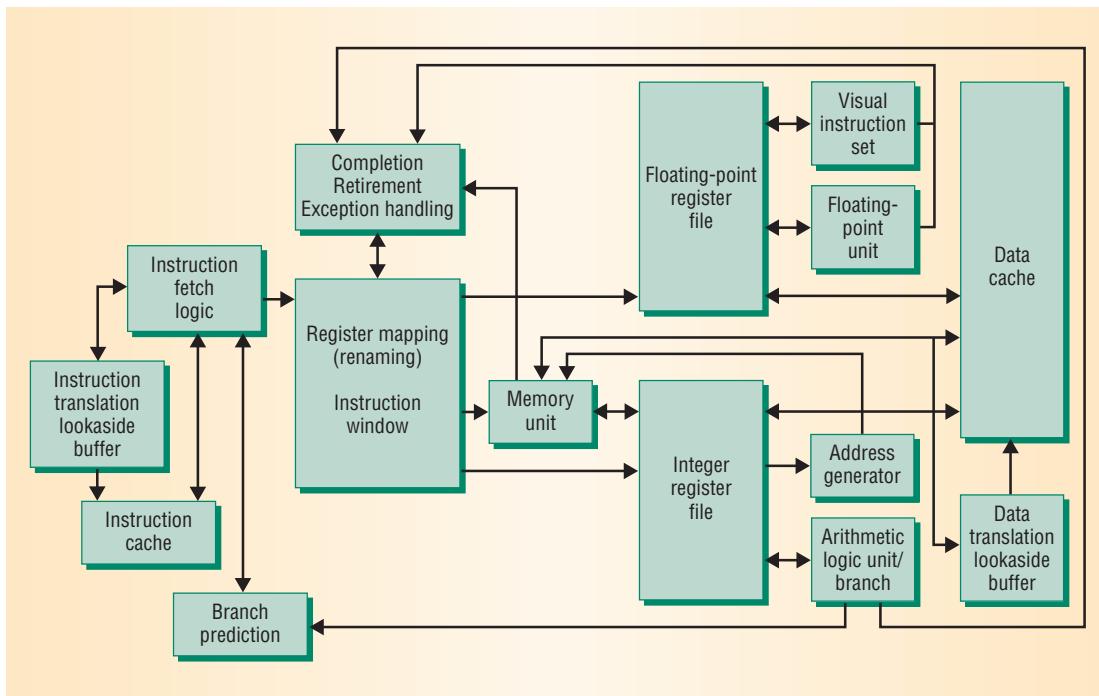 Completion
Retirement
Exception handling
Floating-point
register
file
Visual
instruction
set
Floating-
point
unit
Data
cache
Instruction
fetch
logic
Register mapping
(renaming)
Instruction
window
Instruction
translation
lookaside
buffer
Memory
unit
Integer
register
file
Address
generator
Instruction
cache
Arithmetic
logic unit/
branch
Data
translation
lookaside
buffer
Branch
prediction